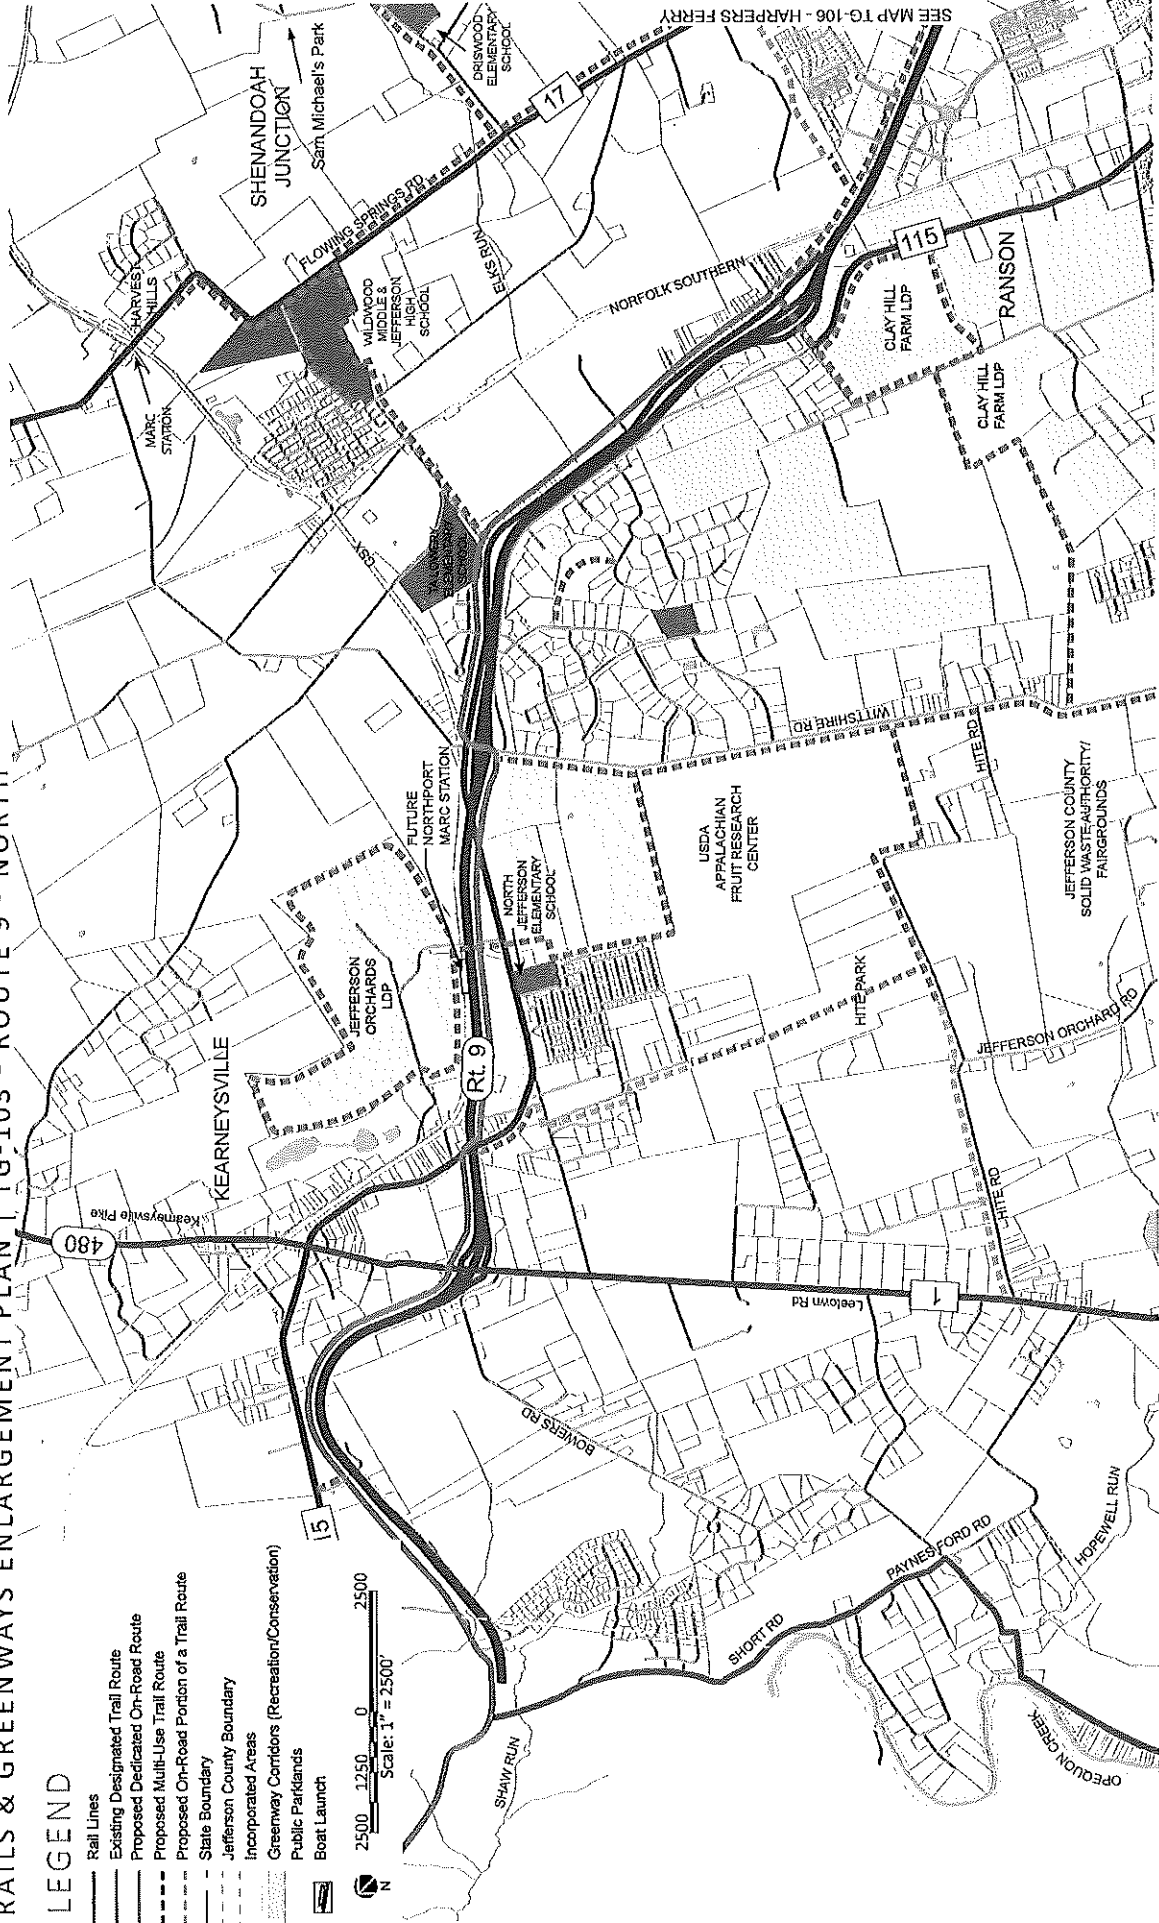 RAILS & GREENWAYS ENLARGEMENT PLAN | TG-105 - ROUTE 9 - NORTH
LEGEND
Rail Lines
Existing Designated Trail Route
Proposed Dedicated On-Road Route
Proposed Multi-Use Trail Route
Proposed On-Road Portion of a Trail Route
State Boundary
Jefferson County Boundary
Incorporated Areas
Greenway Corridors (Recreation/Conservation)
Public Parklands
Boat Launch
2500
1250
0
2500
Scale: 1" = 2500'
N
480
Kearneysville Pike
KEARNEYSVILLE
JEFFERSON
ORCHARDS
LDP
FUTURE
NORTHPORT
MARC STATION
NORTH
JEFFERSON
ELEMENTARY
SCHOOL
Rt. 9
15
MARC
STATION
HARVEST
HILLS
SHENANDOAH
JUNCTION
Sam Michael's Park
DRISWOOD
ELEMENTARY
SCHOOL
FLOWING SPRINGS RD
17
WILDWOOD
MIDDLE &
JEFFERSON
HIGH
SCHOOL
ELKS RUN
CSX
NORFOLK SOUTHERN
SEE MAP TG-106 - HARPERS FERRY
115
RANSON
CLAY HILL
FARM LDP
CLAY HILL
FARM LDP
WILTSHIRE RD
HITE RD
USDA
APPALACHIAN
FRUIT RESEARCH
CENTER
JEFFERSON COUNTY
SOLID WASTE AUTHORITY/
FAIRGROUNDS
HITE PARK
JEFFERSON ORCHARD RD
HITE RD
Leetown Rd
1
BOWERS RD
PAYNES FORD RD
SHORT RD
HOPEWELL RUN
SHAW RUN
OPEQUON CREEK